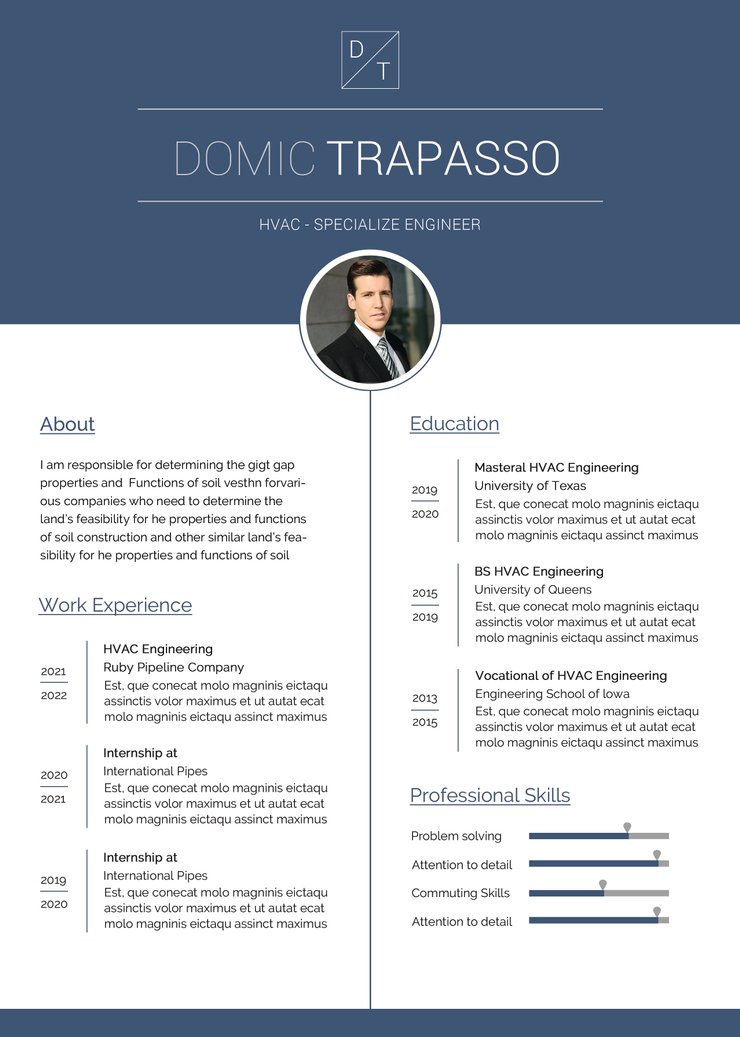 D
T
DOMIC TRAPASSO
HVAC - SPECIALIZE ENGINEER
About
I am responsible for determining the gigt gap
properties and Functions of soil vesthn forvari-
ous companies who need to determine the
land's feasibility for he properties and functions
of soil construction and other similar land's fea-
sibility for he properties and functions of soil
Work Experience
2021
2022
HVAC Engineering
Ruby Pipeline Company
Est, que conecat molo magninis eictaqu
assinctis volor maximus et ut autat ecat
molo magninis eictaqu assinct maximus
2020
2021
Internship at
International Pipes
Est, que conecat molo magninis eictaqu
assinctis volor maximus et ut autat ecat
molo magninis eictaqu assinct maximus
2019
2020
Internship at
International Pipes
Est, que conecat molo magninis eictaqu
assinctis volor maximus et ut autat ecat
molo magninis eictaqu assinct maximus
Education
2019
2020
Masteral HVAC Engineering
University of Texas
Est, que conecat molo magninis eictaqu
assinctis volor maximus et ut autat ecat
molo magninis eictaqu assinct maximus
2015
2019
BS HVAC Engineering
University of Queens
Est, que conecat molo magninis eictaqu
assinctis volor maximus et ut autat ecat
molo magninis eictaqu assinct maximus
2013
2015
Vocational of HVAC Engineering
Engineering School of Iowa
Est, que conecat molo magninis eictaqu
assinctis volor maximus et ut autat ecat
molo magninis eictaqu assinct maximus
Professional Skills
Problem solving
Attention to detail
Commuting Skills
Attention to detail